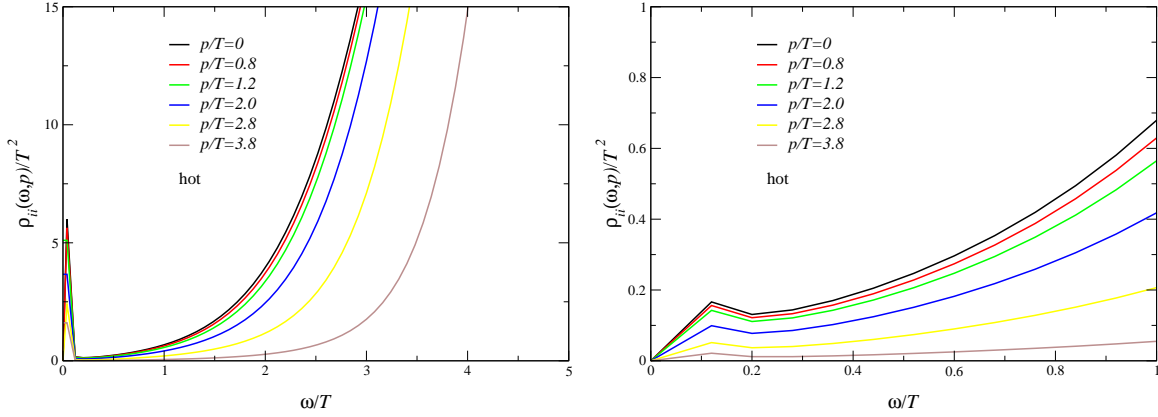 15
10
5
0
0
1
2
3
4
5
ρii(ω,p)/T²
ω/T
p/T=0
p/T=0.8
p/T=1.2
p/T=2.0
p/T=2.8
p/T=3.8
hot
1
0.8
0.6
0.4
0.2
0
0
0.2
0.4
0.6
0.8
1
ρii(ω,p)/T²
ω/T
p/T=0
p/T=0.8
p/T=1.2
p/T=2.0
p/T=2.8
p/T=3.8
hot